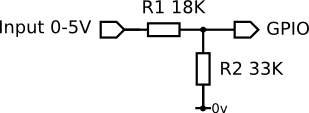 R1 18K
Input 0-5V
GPIO
R2 33K
0v